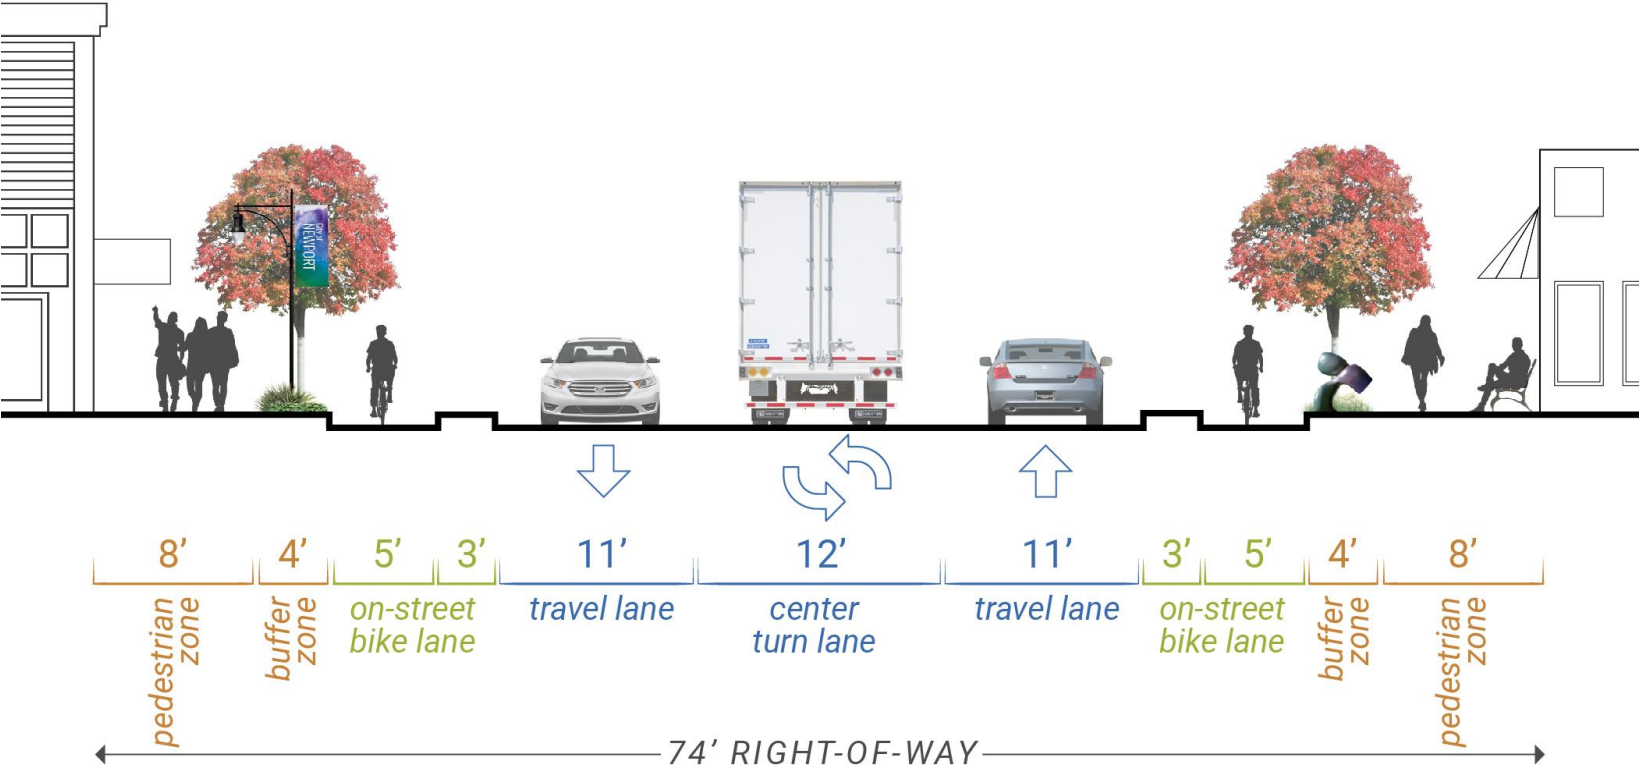 CITY OF
NEWPORT
8’ 4’ 5’ 3’ 11’ 12’ 11’ 3’ 5’ 4’ 8’
pedestrian
zone
buffer
zone
on-street
bike lane
travel lane
center
turn lane
travel lane
on-street
bike lane
buffer
zone
pedestrian
zone
74’ RIGHT-OF-WAY